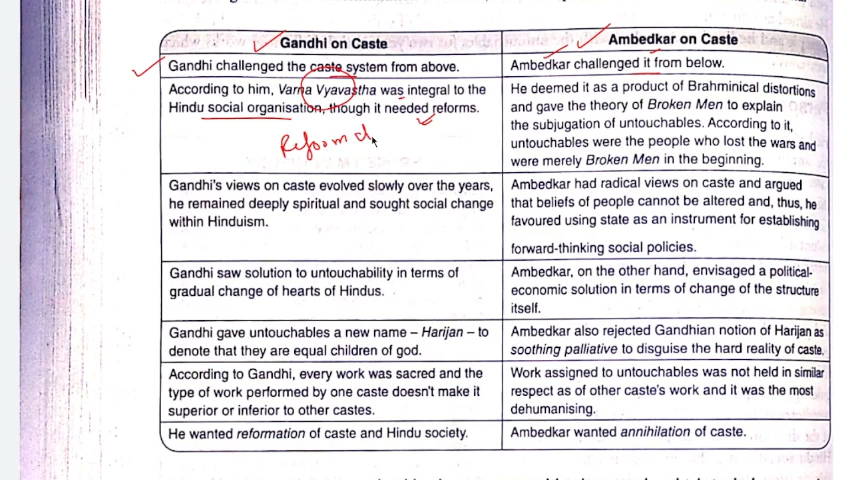 Gandhi on Caste
Ambedkar on Caste
Gandhi challenged the caste system from above.
Ambedkar challenged it from below.
According to him, Varna Vyavastha was integral to the
Hindu social organisation, though it needed reforms.
He deemed it as a product of Brahminical distortions
and gave the theory of Broken Men to explain
the subjugation of untouchables. According to it,
untouchables were the people who lost the wars and
were merely Broken Men in the beginning.
Reform
Gandhi's views on caste evolved slowly over the years,
he remained deeply spiritual and sought social change
within Hinduism.
Ambedkar had radical views on caste and argued
that beliefs of people cannot be altered and, thus, he
favoured using state as an instrument for establishing
forward-thinking social policies.
Gandhi saw solution to untouchability in terms of
gradual change of hearts of Hindus.
Ambedkar, on the other hand, envisaged a political-
economic solution in terms of change of the structure
itself.
Gandhi gave untouchables a new name – Harijan – to
denote that they are equal children of god.
Ambedkar also rejected Gandhian notion of Harijan as
soothing palliative to disguise the hard reality of caste.
According to Gandhi, every work was sacred and the
type of work performed by one caste doesn't make it
superior or inferior to other castes.
Work assigned to untouchables was not held in similar
respect as of other caste's work and it was the most
dehumanising.
He wanted reformation of caste and Hindu society.
Ambedkar wanted annihilation of caste.